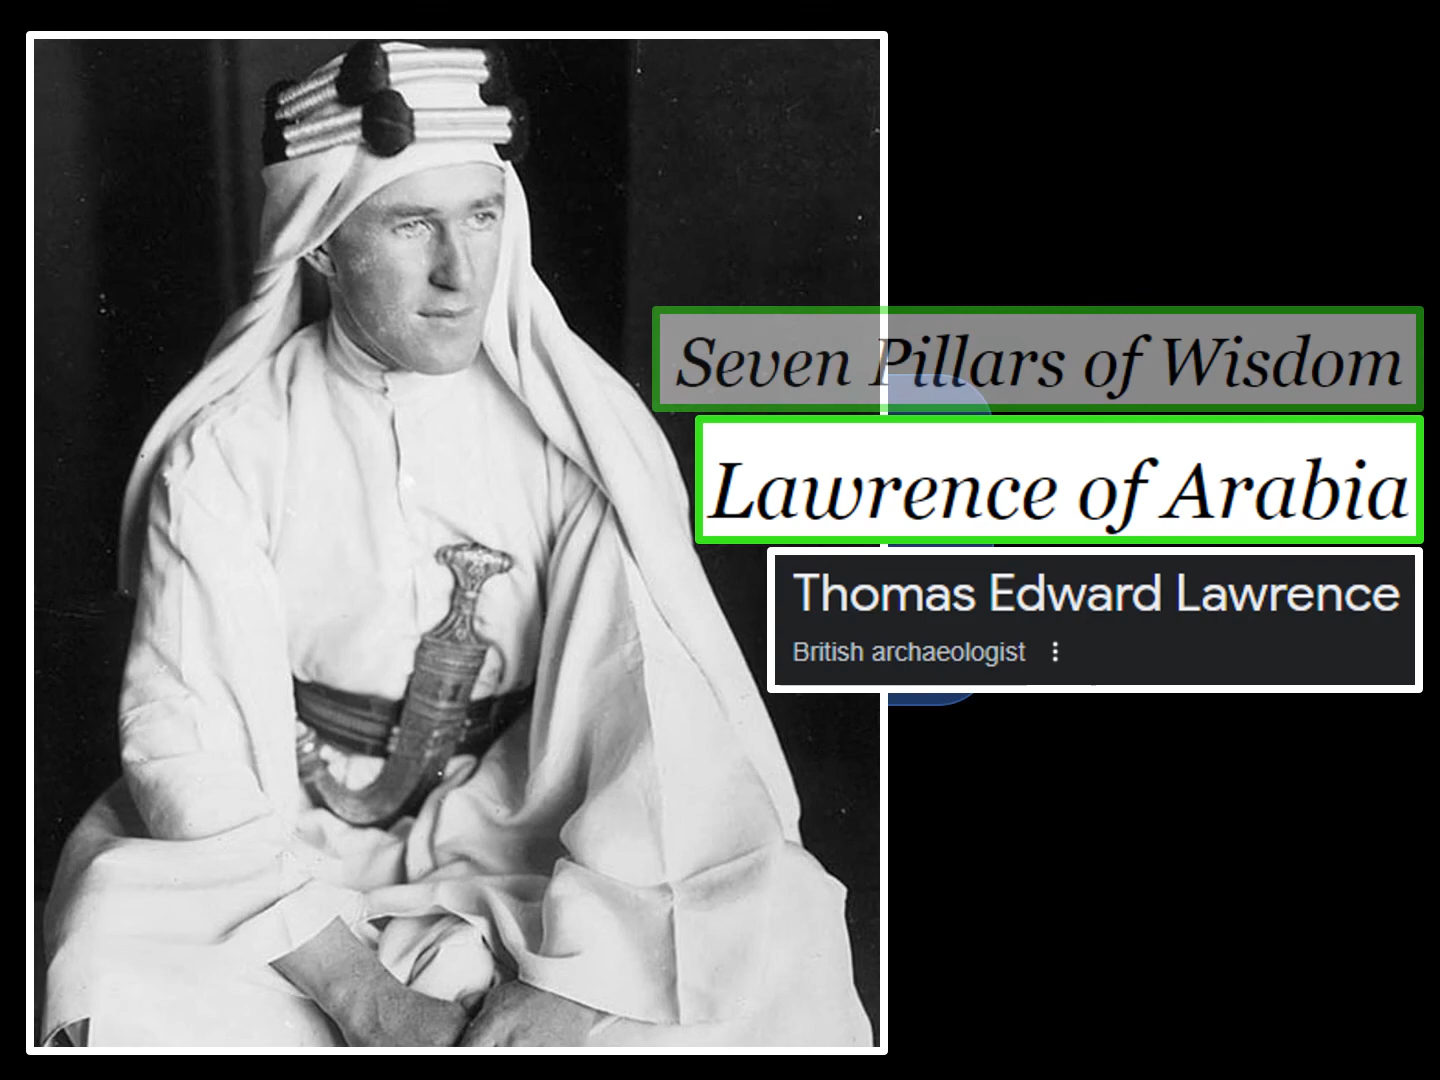 Seven Pillars of Wisdom
Lawrence of Arabia
Thomas Edward Lawrence
British archaeologist